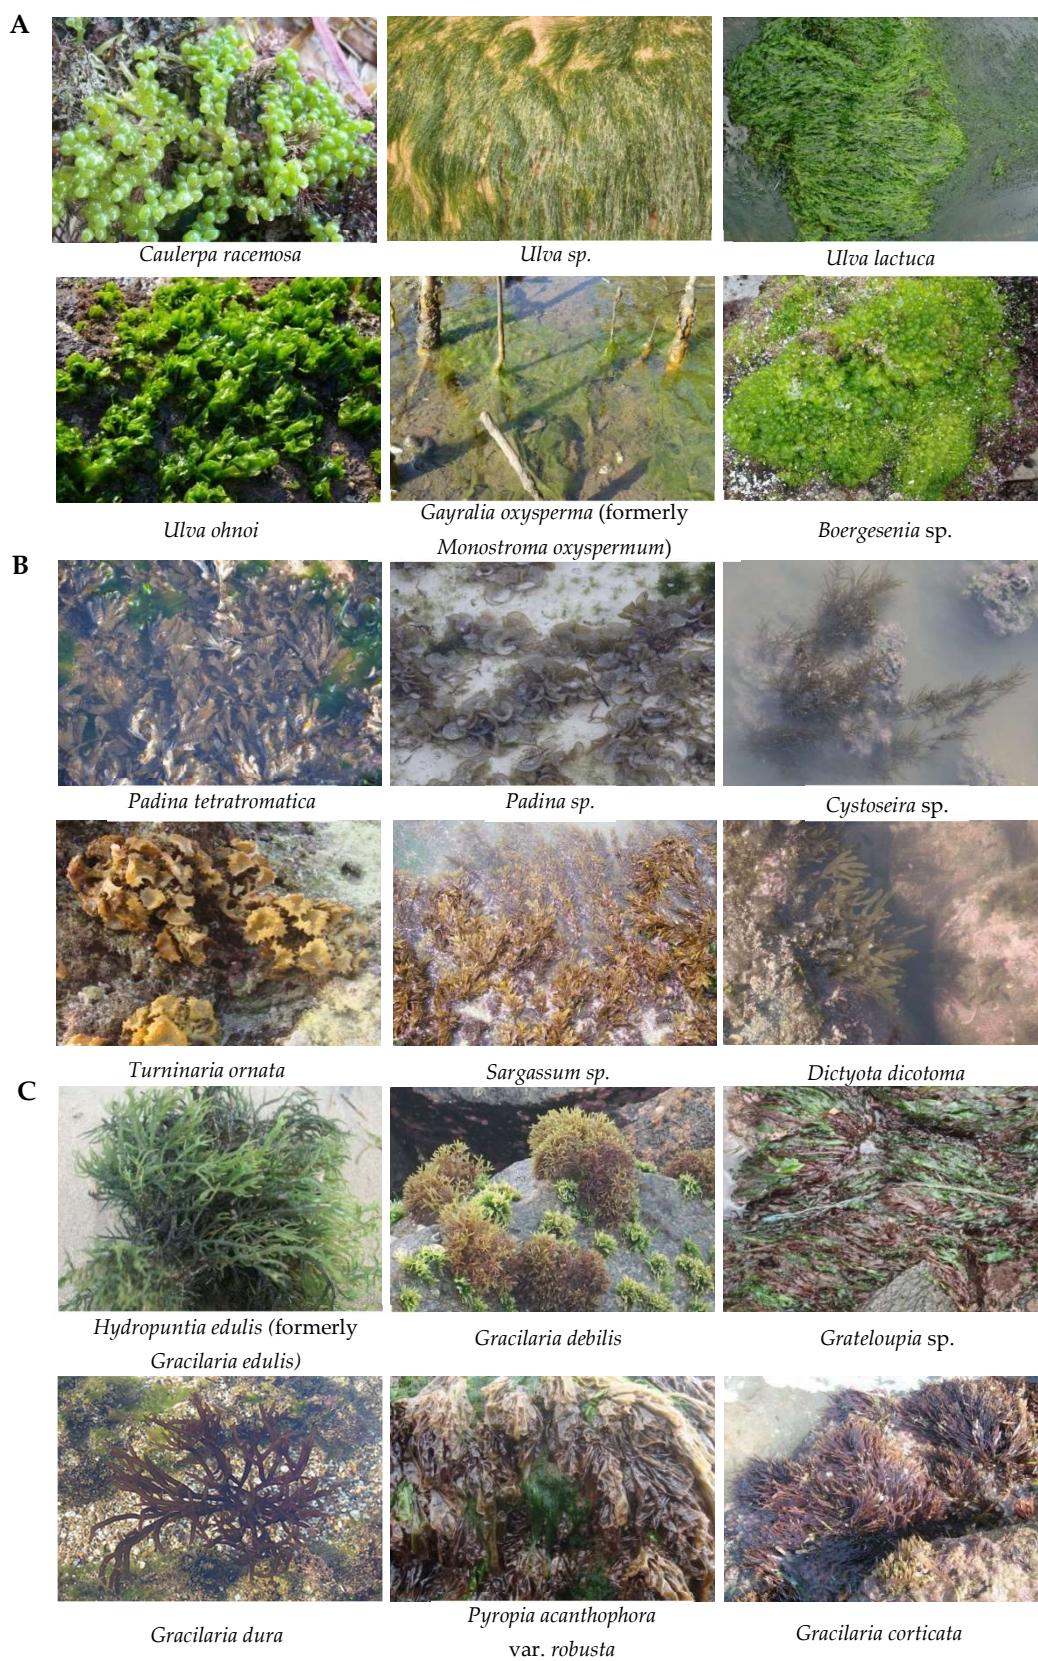 A
Caulerpa racemosa
Ulva sp.
Ulva lactuca
Ulva ohnoi
Gayralia oxysperma (formerly
Monostroma oxyspermum)
Boergesenia sp.
B
Padina tetratromatica
Padina sp.
Cystoseira sp.
Turninaria ornata
Sargassum sp.
Dictyota dicotoma
C
Hydropuntia edulis (formerly
Gracilaria edulis)
Gracilaria debilis
Grateloupia sp.
Gracilaria dura
Pyropia acanthophora
var. robusta
Gracilaria corticata